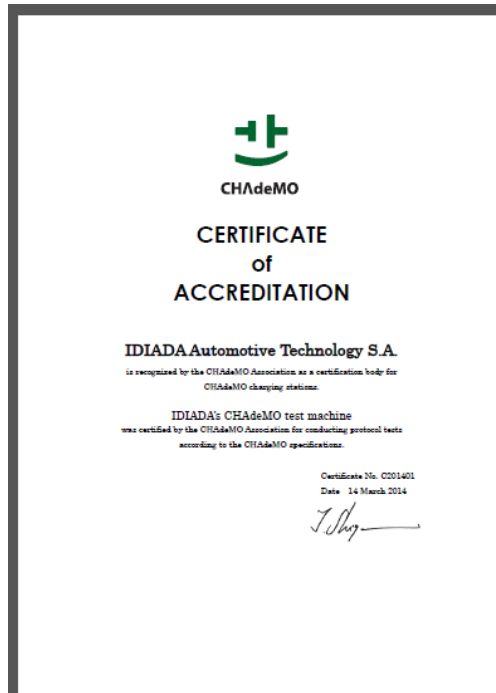 CHAdeMO
CERTIFICATE
of
ACCREDITATION
IDIADA Automotive Technology S.A.
is recognized by the CHAdeMO Association as a certification body for
CHAdeMO charging stations.
IDIADA's CHAdeMO test machine
was certified by the CHAdeMO Association for conducting protocol tests
according to the CHAdeMO specifications.
Certificate No. C201401
Date 14 March 2014